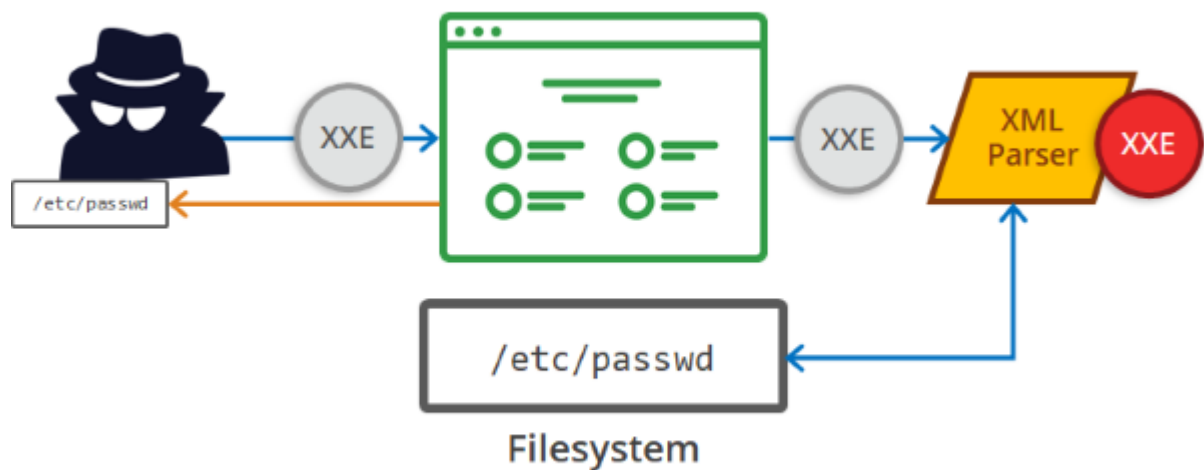 XXE
XXE
XML
Parser
XXE
/etc/passwd
/etc/passwd
Filesystem